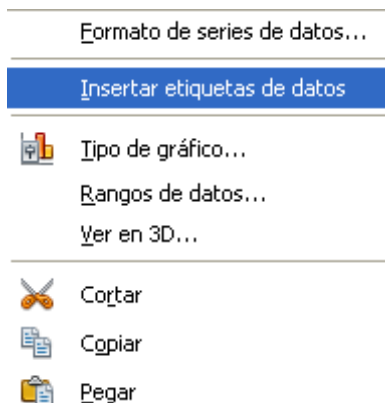 Formato de series de datos...
Insertar etiquetas de datos
Tipo de gráfico...
Rangos de datos...
Ver en 3D...
Cortar
Copiar
Pegar